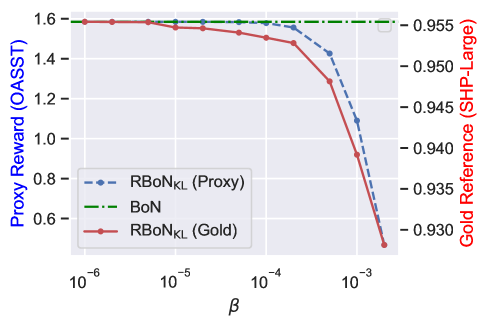 Proxy Reward (OASST)
1.6
1.4
1.2
1.0
0.8
0.6
RBoN_KL (Proxy)
BoN
RBoN_KL (Gold)
0.955
0.950
0.945
0.940
0.935
0.930
Gold Reference (SHP-Large)
10⁻⁶
10⁻⁵
10⁻⁴
10⁻³
β